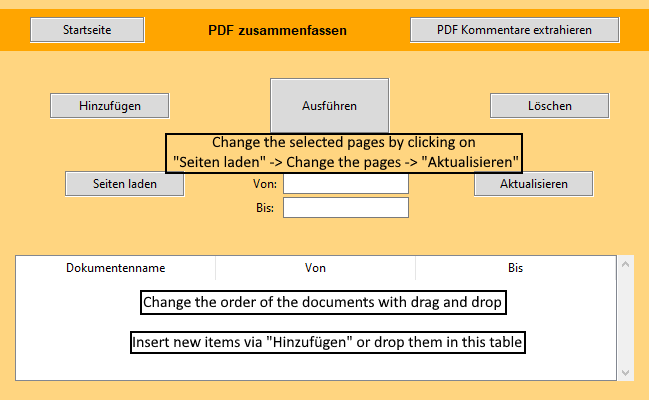 Startseite
PDF zusammenfassen
PDF Kommentare extrahieren
Hinzufügen
Ausführen
Löschen
Change the selected pages by clicking on
"Seiten laden" -> Change the pages -> "Aktualisieren"
Seiten laden
Von:
Aktualisieren
Bis:
Dokumentenname
Von
Bis
Change the order of the documents with drag and drop
Insert new items via "Hinzufügen" or drop them in this table